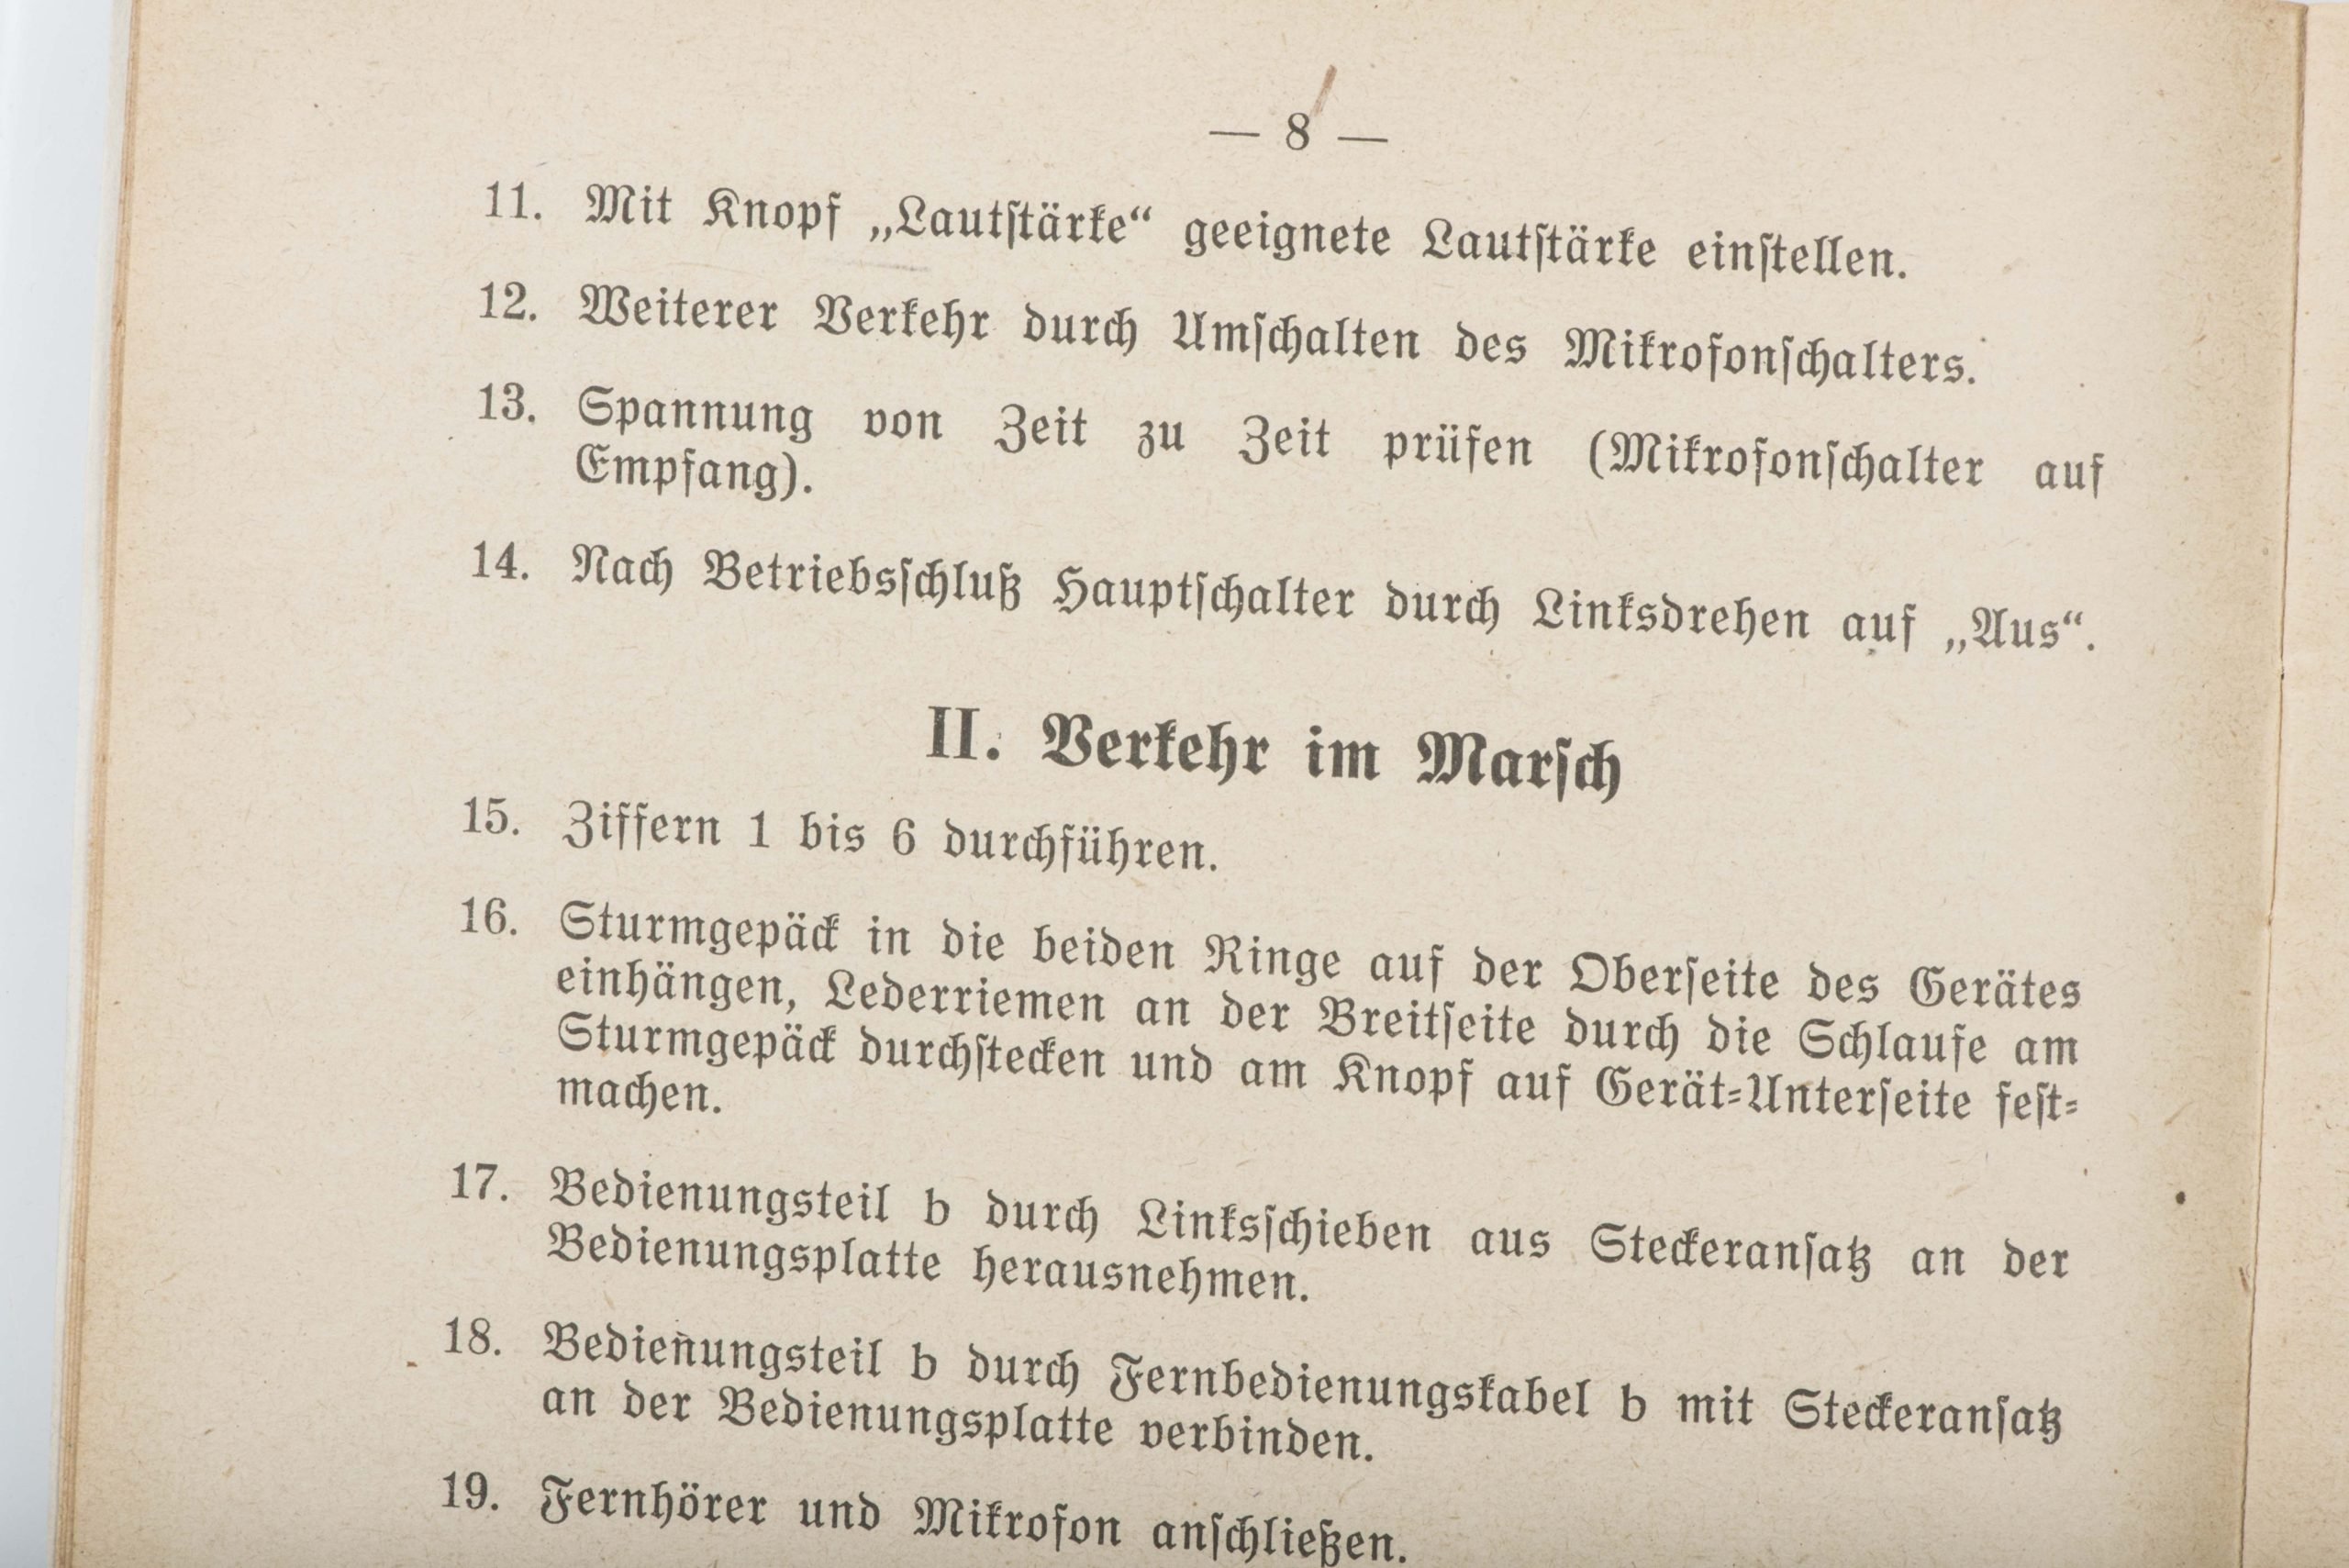 — 8 —
11. Mit Knopf „Lautstärke“ geeignete Lautstärke einstellen.
12. Weiterer Verkehr durch Umschalten des Mikrofonschalters.
13. Spannung von Zeit zu Zeit prüfen (Mikrofonschalter auf
Empfang).
14. Nach Betriebsschluß Hauptschalter durch Linksdrehen auf „Aus“.
II. Verkehr im Marsch
15. Ziffern 1 bis 6 durchführen.
16. Sturmgepäck in die beiden Ringe auf der Oberseite des Gerätes
einhängen, Lederriemen an der Breitseite durch die Schlaufe am
Sturmgepäck durchstecken und am Knopf auf Gerät-Unterseite fest-
machen.
17. Bedienungsteil b durch Linksschieben aus Steckeransatz an der
Bedienungsplatte herausnehmen.
18. Bedienungsteil b durch Fernbedienungskabel b mit Steckeransatz
an der Bedienungsplatte verbinden.
19. Fernhörer und Mikrofon anschließen.